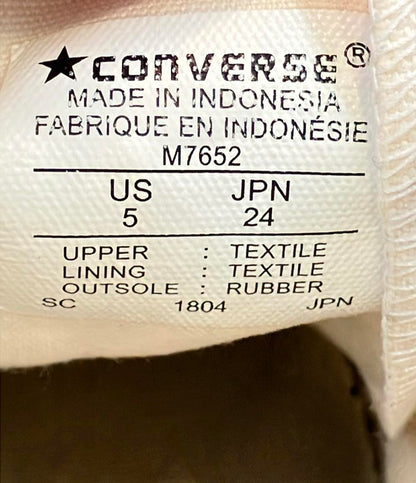 ★CONVERSE®
MADE IN INDONESIA
FABRIQUE EN INDONÉSIE
M7652
US JPN
5 24
UPPER : TEXTILE
LINING : TEXTILE
OUTSOLE : RUBBER
SC 1804 JPN